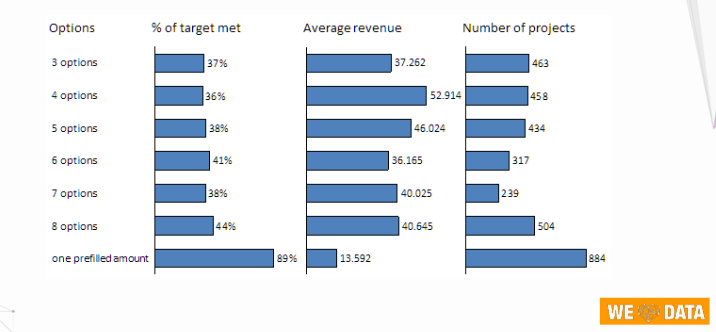 Options % of target met Average revenue Number of projects
3 options 37% 37.262 463
4 options 36% 52.914 458
5 options 38% 46.024 434
6 options 41% 36.165 317
7 options 38% 40.025 239
8 options 44% 40.645 504
one prefilled amount 89% 13.592 884
WE DATA